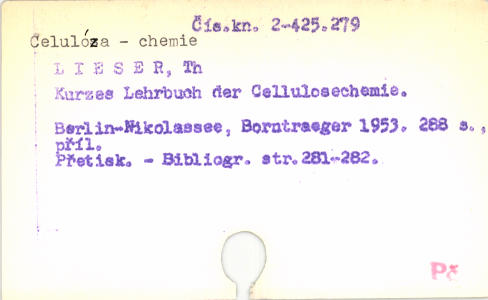 Čís.kn. 2-425.279
Celulóza - chemie
L I E S E R, Th
Kurzes Lehrbuch der Cellulosechemie.
Berlin-Nikolassee, Borntraeger 1953. 288 s.,
příl.
Přetisk. - Bibliogr. str.281-282.
Př